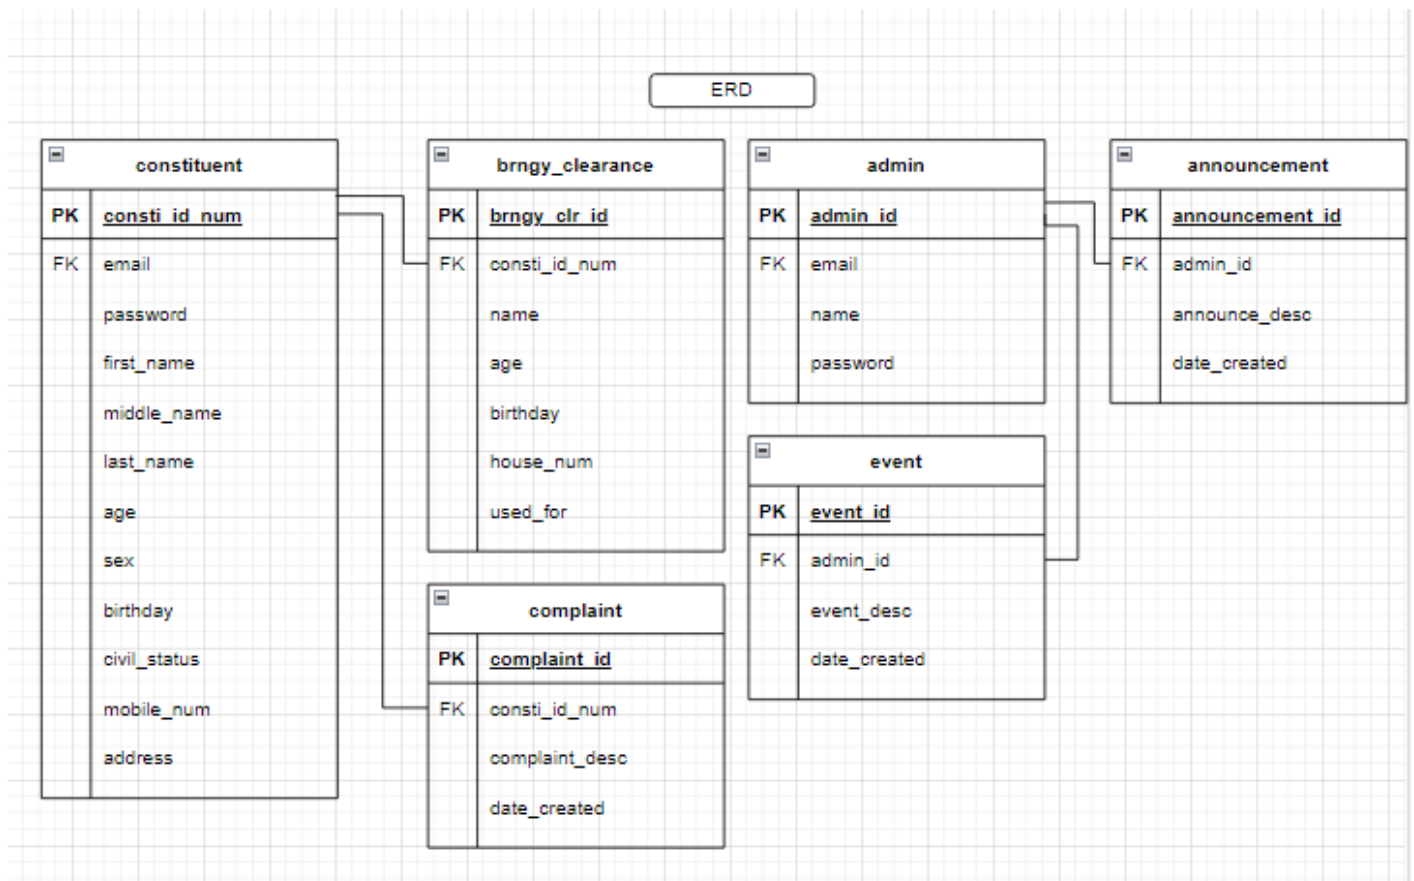 ERD
constituent
PK consti_id_num
FK email
password
first_name
middle_name
last_name
age
sex
birthday
civil_status
mobile_num
address
brngy_clearance
PK brngy_clr_id
FK consti_id_num
name
age
birthday
house_num
used_for
complaint
PK complaint_id
FK consti_id_num
complaint_desc
date_created
admin
PK admin_id
FK email
name
password
event
PK event_id
FK admin_id
event_desc
date_created
announcement
PK announcement_id
FK admin_id
announce_desc
date_created